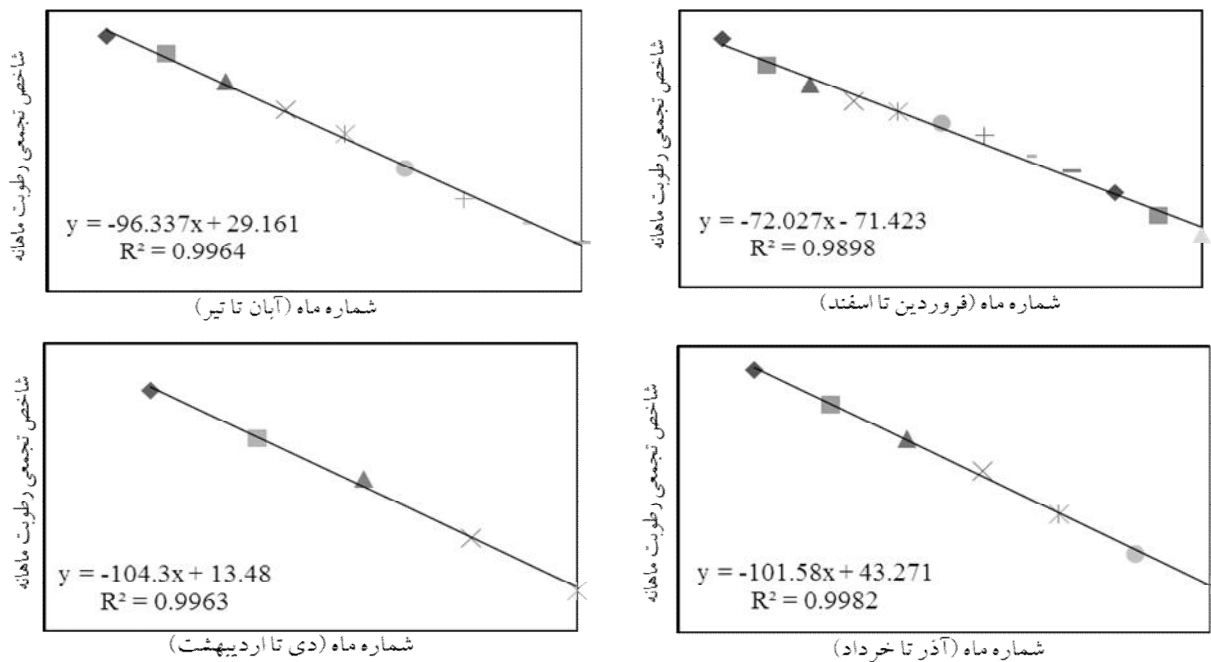 شاخص تجمعی رطوبت ماهانه
y = -72.027x - 71.423
R² = 0.9898
شماره ماه (فروردین تا اسفند)
شاخص تجمعی رطوبت ماهانه
y = -96.337x + 29.161
R² = 0.9964
شماره ماه (آبان تا تیر)
شاخص تجمعی رطوبت ماهانه
y = -101.58x + 43.271
R² = 0.9982
شماره ماه (آذر تا خرداد)
شاخص تجمعی رطوبت ماهانه
y = -104.3x + 13.48
R² = 0.9963
شماره ماه (دی تا اردیبهشت)